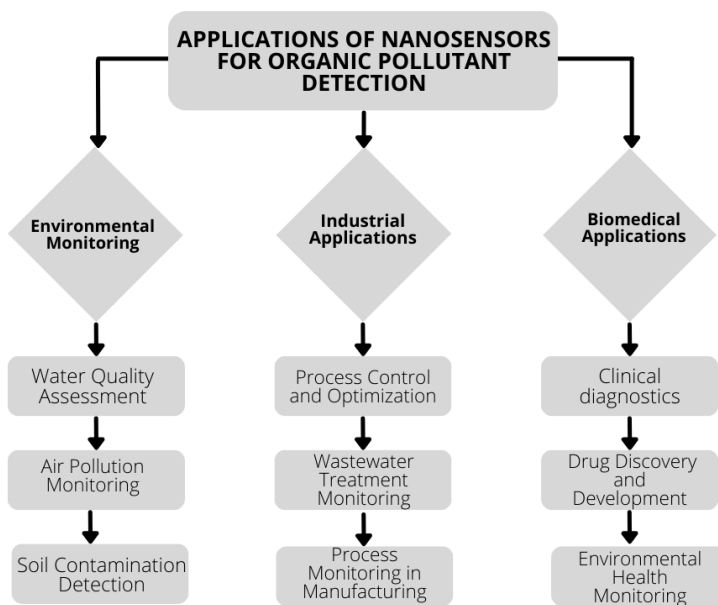 APPLICATIONS OF NANOSENSORS
FOR ORGANIC POLLUTANT
DETECTION
Environmental
Monitoring
Industrial
Applications
Biomedical
Applications
Water Quality
Assessment
Process Control
and Optimization
Clinical
diagnostics
Air Pollution
Monitoring
Wastewater
Treatment
Monitoring
Drug Discovery
and
Development
Soil Contamination
Detection
Process
Monitoring in
Manufacturing
Environmental
Health
Monitoring